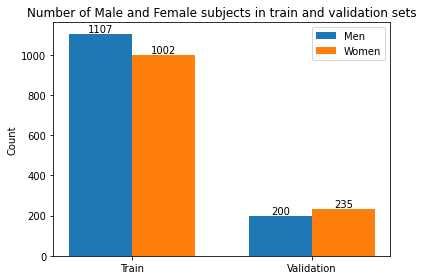 Number of Male and Female subjects in train and validation sets
Men
Women
1107
1002
200
235
Count
1000
800
600
400
200
0
Train
Validation